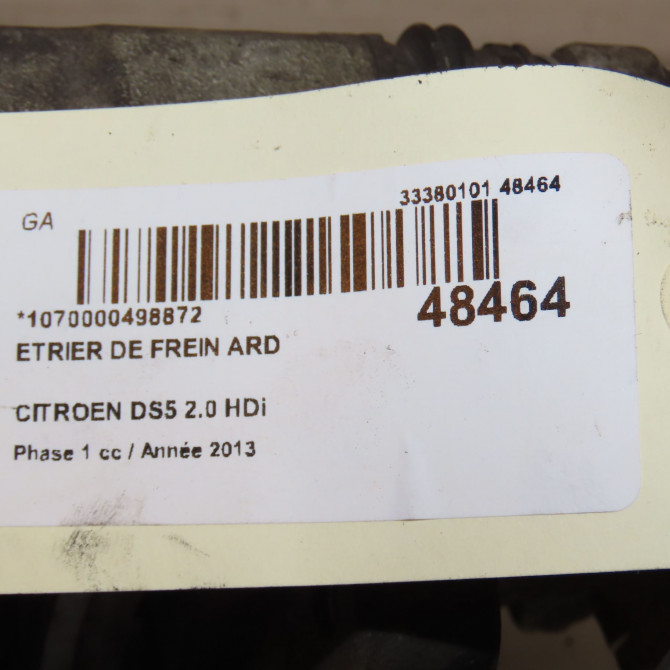 GA
33380101 48464
*1070000498872
48464
ETRIER DE FREIN ARD
CITROEN DS5 2.0 HDi
Phase 1 cc / Année 2013